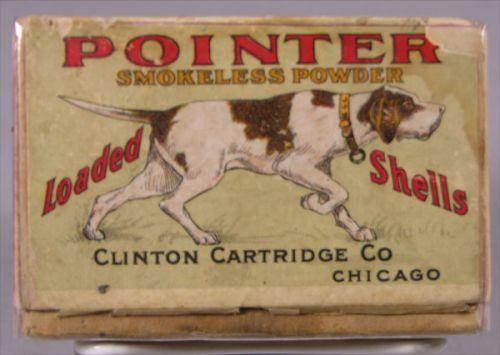 POINTER
SMOKELESS POWDER
Loaded
Shells
CLINTON CARTRIDGE CO
CHICAGO